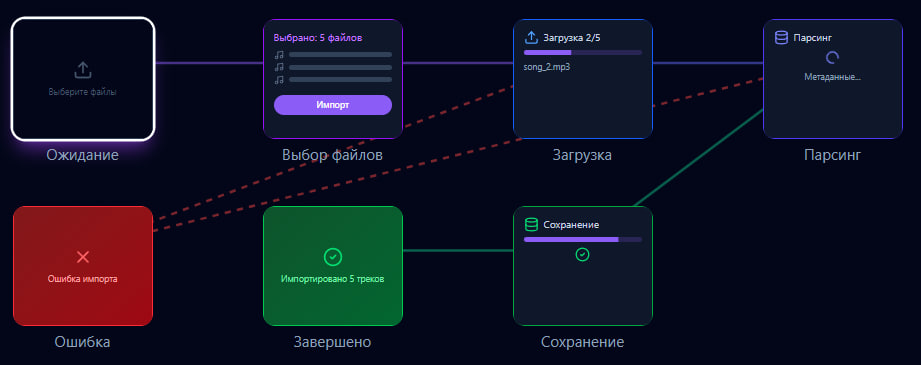 Выберите файлы
Ожидание
Выбрано: 5 файлов
Импорт
Выбор файлов
Загрузка 2/5
song_2.mp3
Загрузка
Парсинг
Метаданные...
Парсинг
Ошибка импорта
Ошибка
Импортировано 5 треков
Завершено
Сохранение
Сохранение